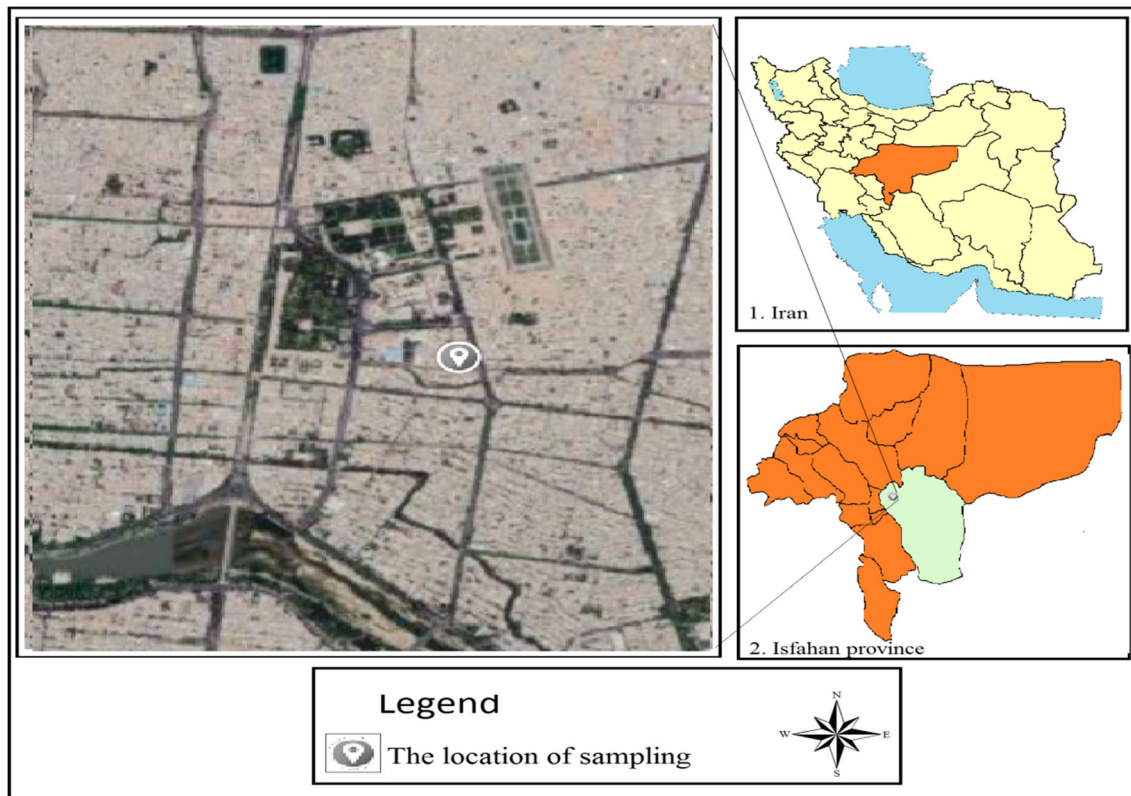 1. Iran
2. Isfahan province
Legend
The location of sampling
N
W
E
S